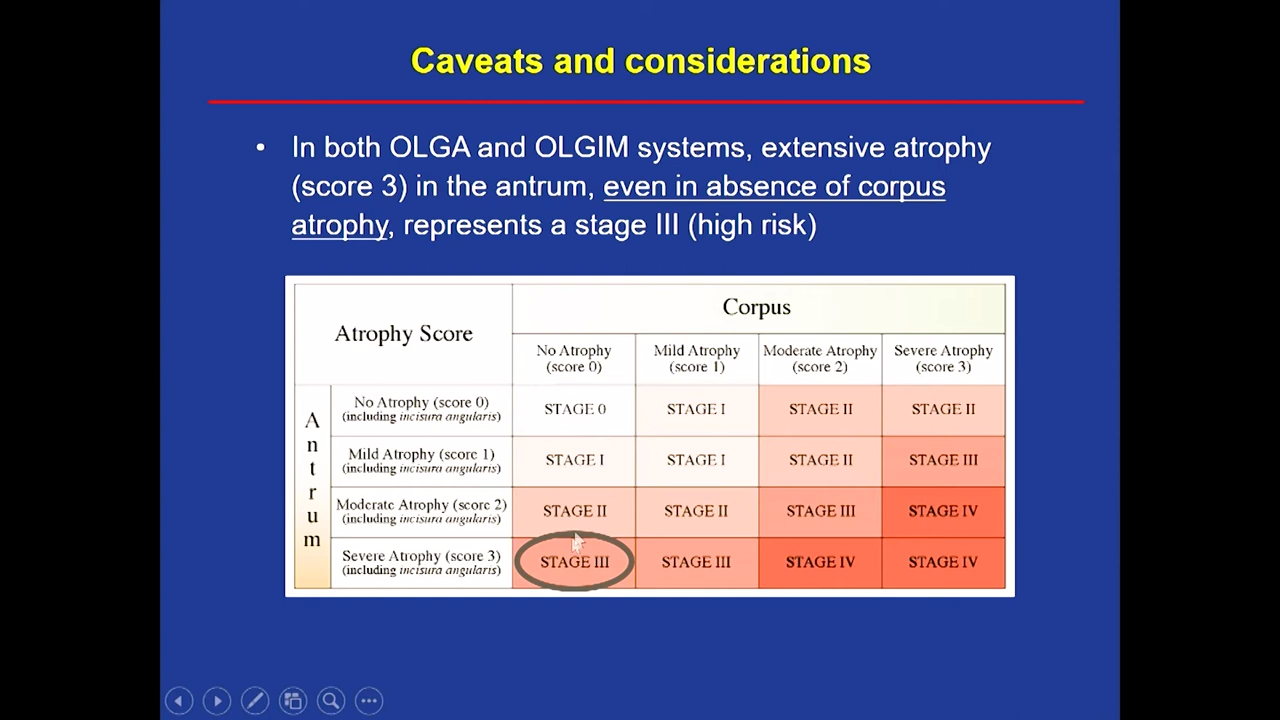 Caveats and considerations
• In both OLGA and OLGIM systems, extensive atrophy
(score 3) in the antrum, even in absence of corpus
atrophy, represents a stage III (high risk)
Atrophy Score
Corpus
No Atrophy
(score 0)
Mild Atrophy
(score 1)
Moderate Atrophy
(score 2)
Severe Atrophy
(score 3)
Antrum
No Atrophy (score 0)
(including incisura angularis)
STAGE 0
STAGE I
STAGE II
STAGE II
Mild Atrophy (score 1)
(including incisura angularis)
STAGE I
STAGE I
STAGE II
STAGE III
Moderate Atrophy (score 2)
(including incisura angularis)
STAGE II
STAGE II
STAGE III
STAGE IV
Severe Atrophy (score 3)
(including incisura angularis)
STAGE III
STAGE III
STAGE IV
STAGE IV